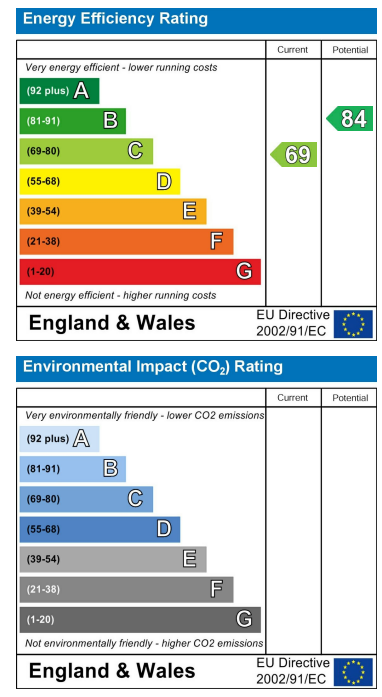 Energy Efficiency Rating
Current Potential
Very energy efficient - lower running costs
(92 plus) A
(81-91) B
84
(69-80) C
69
(55-68) D
(39-54) E
(21-38) F
(1-20) G
Not energy efficient - higher running costs
England & Wales
EU Directive
2002/91/EC
Environmental Impact (CO₂) Rating
Current Potential
Very environmentally friendly - lower CO2 emissions
(92 plus) A
(81-91) B
(69-80) C
(55-68) D
(39-54) E
(21-38) F
(1-20) G
Not environmentally friendly - higher CO2 emissions
England & Wales
EU Directive
2002/91/EC